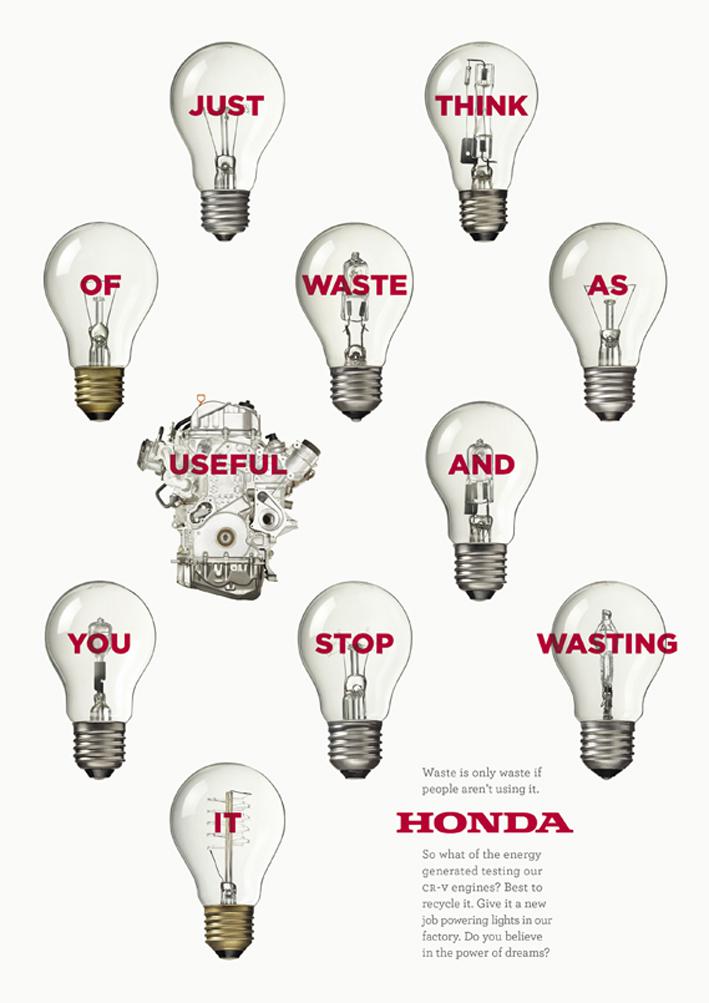 JUST THINK
OF WASTE AS
USEFUL AND
YOU STOP WASTING
IT
Waste is only waste if
people aren't using it.
HONDA
So what of the energy
generated testing our
CR-V engines? Best to
recycle it. Give it a new
job powering lights in our
factory. Do you believe
in the power of dreams?